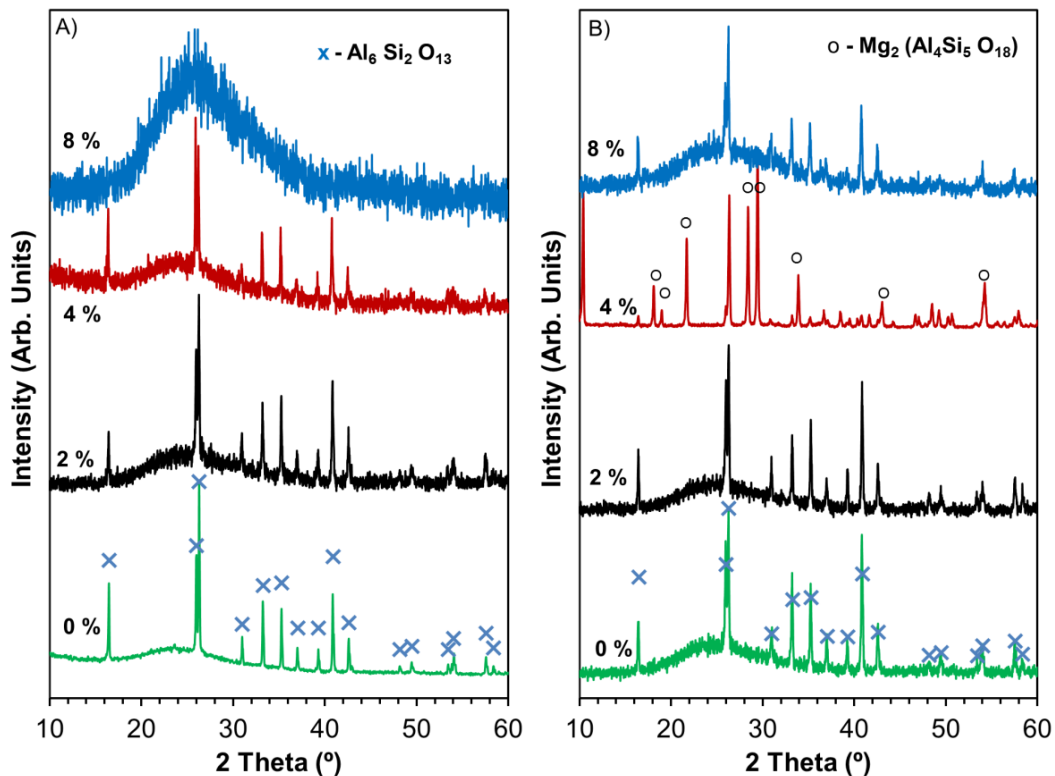 A)
x - Al6 Si2 O13
8 %
4 %
2 %
0 %
Intensity (Arb. Units)
10 20 30 40 50 60
2 Theta (º)
B)
o - Mg2 (Al4Si5 O18)
8 %
4 %
2 %
0 %
Intensity (Arb. Units)
10 20 30 40 50 60
2 Theta (º)